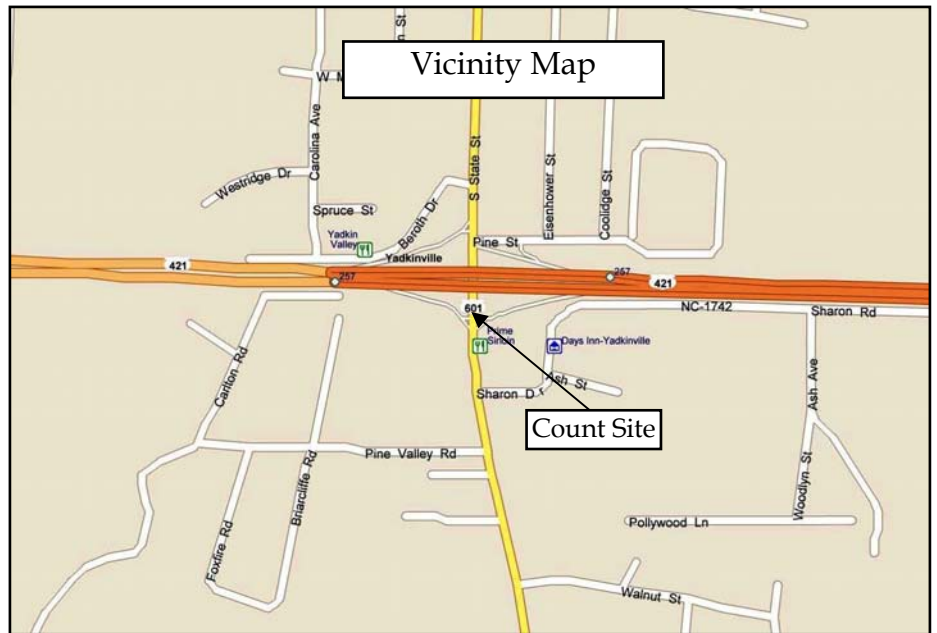 Vicinity Map
n St
W M
Carolina Ave
S State St
Eisenhower St
Coolidge St
Westridge Dr
Spruce St
Beroth Dr
Yadkin
Valley
Pine St
Yadkinville
421
257
257
421
601
NC-1742
Sharon Rd
Prime
Sirloin
Days Inn-Yadkinville
Carlton Rd
Ash St
Ash Ave
Sharon Dr
Count Site
Pine Valley Rd
Briarcliffe Rd
Foxfire Rd
Woodlyn St
Pollywood Ln
Walnut St